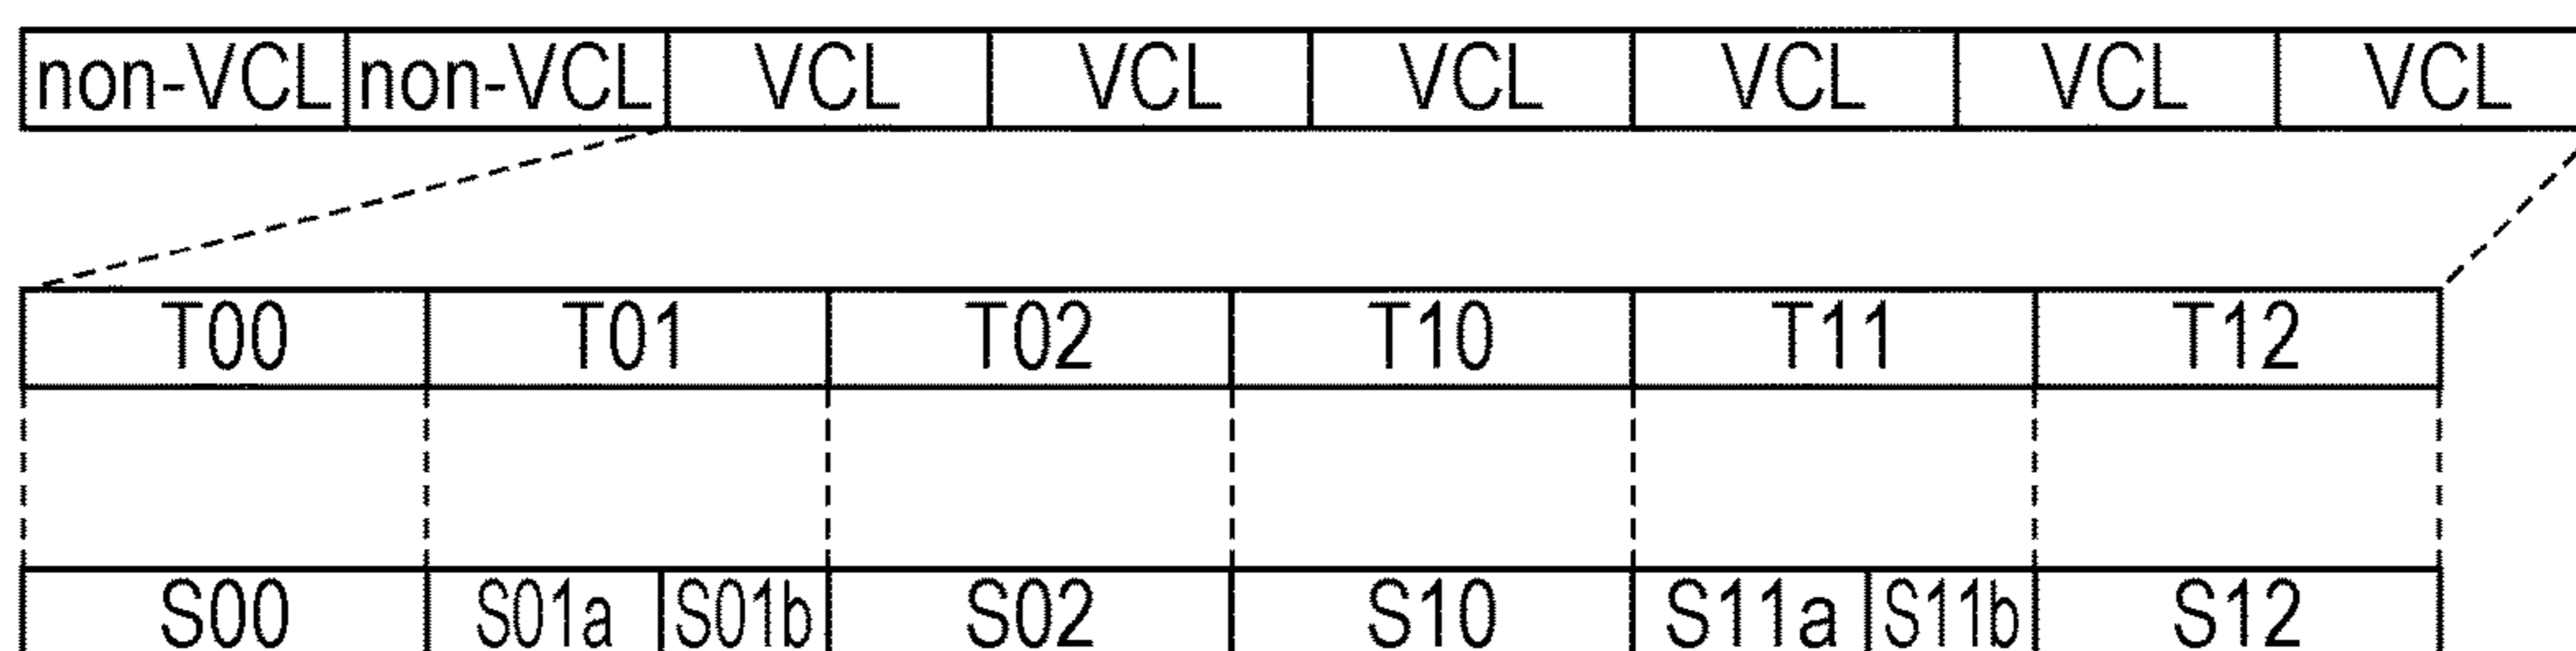 non-VCL non-VCL VCL VCL VCL VCL VCL VCL
T00 T01 T02 T10 T11 T12
S00 S01a S01b S02 S10 S11a S11b S12